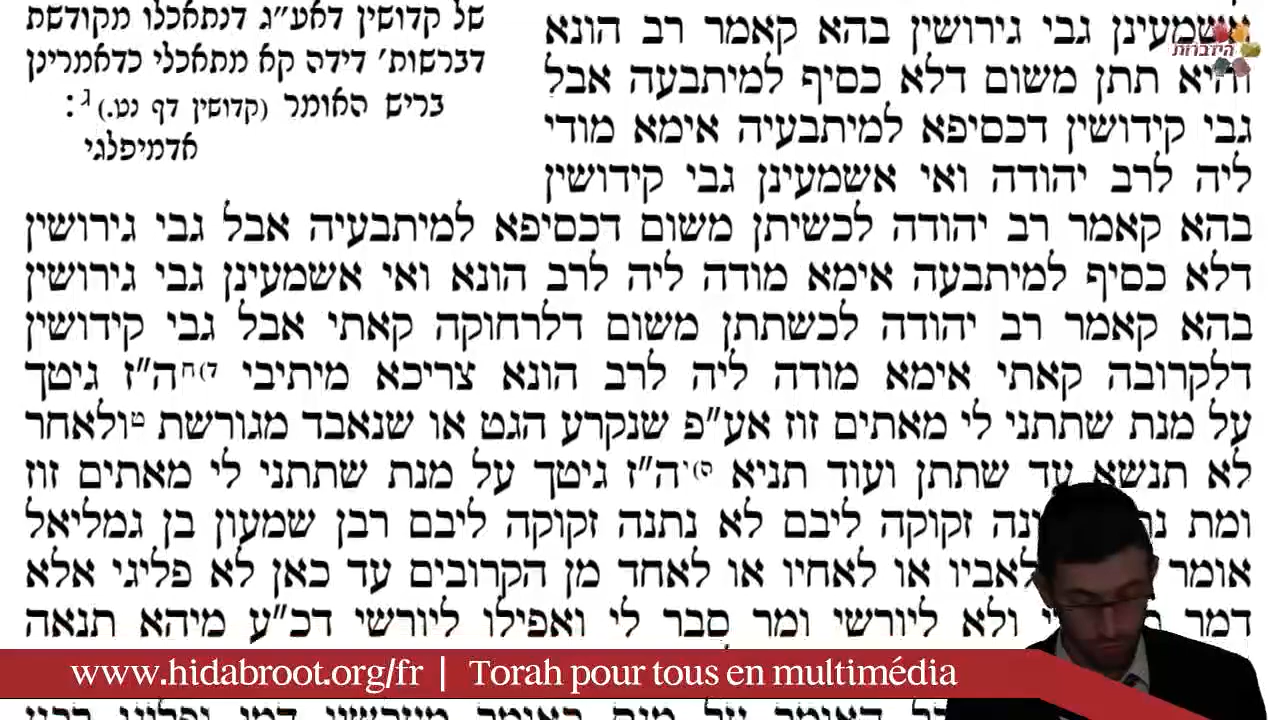 של קדושין דאע״ג דנתאכלו מקודשת
דברשות׳ דידה קא מתאכלי כדאמרינן
בריש האומר (קדושין דף נט.) ג :
אדמיפלגי
אשמעינן גבי גירושין בהא קאמר רב הונא
והיא תתן משום דלא כסיף למיתבעה אבל
גבי קידושין דכסיפא למיתבעיה אימא מודי
ליה לרב יהודה ואי אשמעינן גבי קידושין
בהא קאמר רב יהודה לכשיתן משום דכסיפא למיתבעיה אבל גבי גירושין
דלא כסיף למיתבעה אימא מודה ליה לרב הונא ואי אשמעינן גבי גירושין
בהא קאמר רב יהודה לכשתתן משום דלרחוקה קאתי אבל גבי קידושין
דלקרובה קאתי אימא מודה ליה לרב הונא צריכא מיתיבי ה״ז גיטך
על מנת שתתני לי מאתים זוז אע״פ שנקרע הגט או שנאבד מגורשת ט ולאחר
לא תנשא עד שתתן ועוד תניא ה״ז גיטך על מנת שתתני לי מאתים זוז
ומת זקוקה ליבם לא נתנה זקוקה ליבם רבן שמעון בן גמליאל
אומר לאביו או לאחיו או לאחד מן הקרובים עד כאן לא פליגי אלא
דמר ולא ליורשי ומר סבר לי ואפילו ליורשי דכ״ע מיהא תנאה
הידברות
www.hidabroot.org/fr | Torah pour tous en multimédia